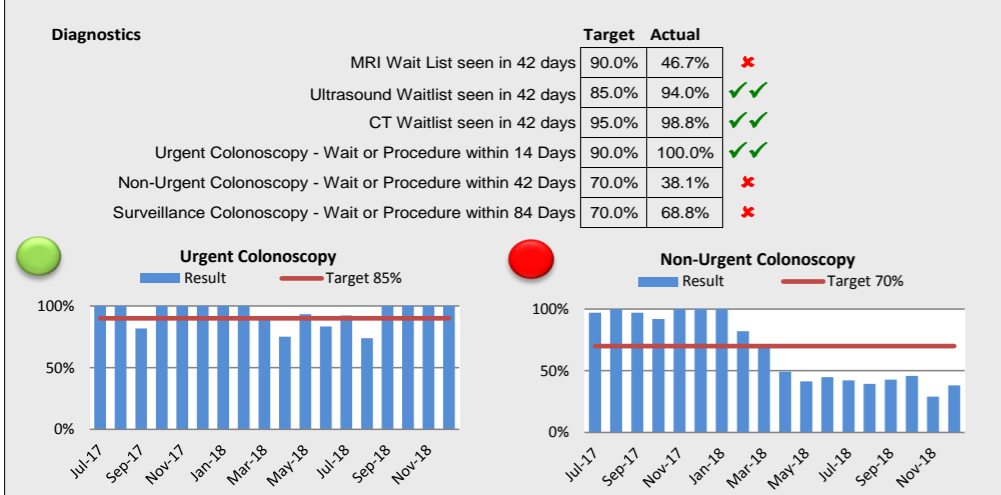 Diagnostics Target Actual
MRI Wait List seen in 42 days 90.0% 46.7%
Ultrasound Waitlist seen in 42 days 85.0% 94.0%
CT Waitlist seen in 42 days 95.0% 98.8%
Urgent Colonoscopy - Wait or Procedure within 14 Days 90.0% 100.0%
Non-Urgent Colonoscopy - Wait or Procedure within 42 Days 70.0% 38.1%
Surveillance Colonoscopy - Wait or Procedure within 84 Days 70.0% 68.8%
Urgent Colonoscopy
Result Target 85%
100%
50%
0%
Jul-17 Sep-17 Nov-17 Jan-18 Mar-18 May-18 Jul-18 Sep-18 Nov-18
Non-Urgent Colonoscopy
Result Target 70%
100%
50%
0%
Jul-17 Sep-17 Nov-17 Jan-18 Mar-18 May-18 Jul-18 Sep-18 Nov-18